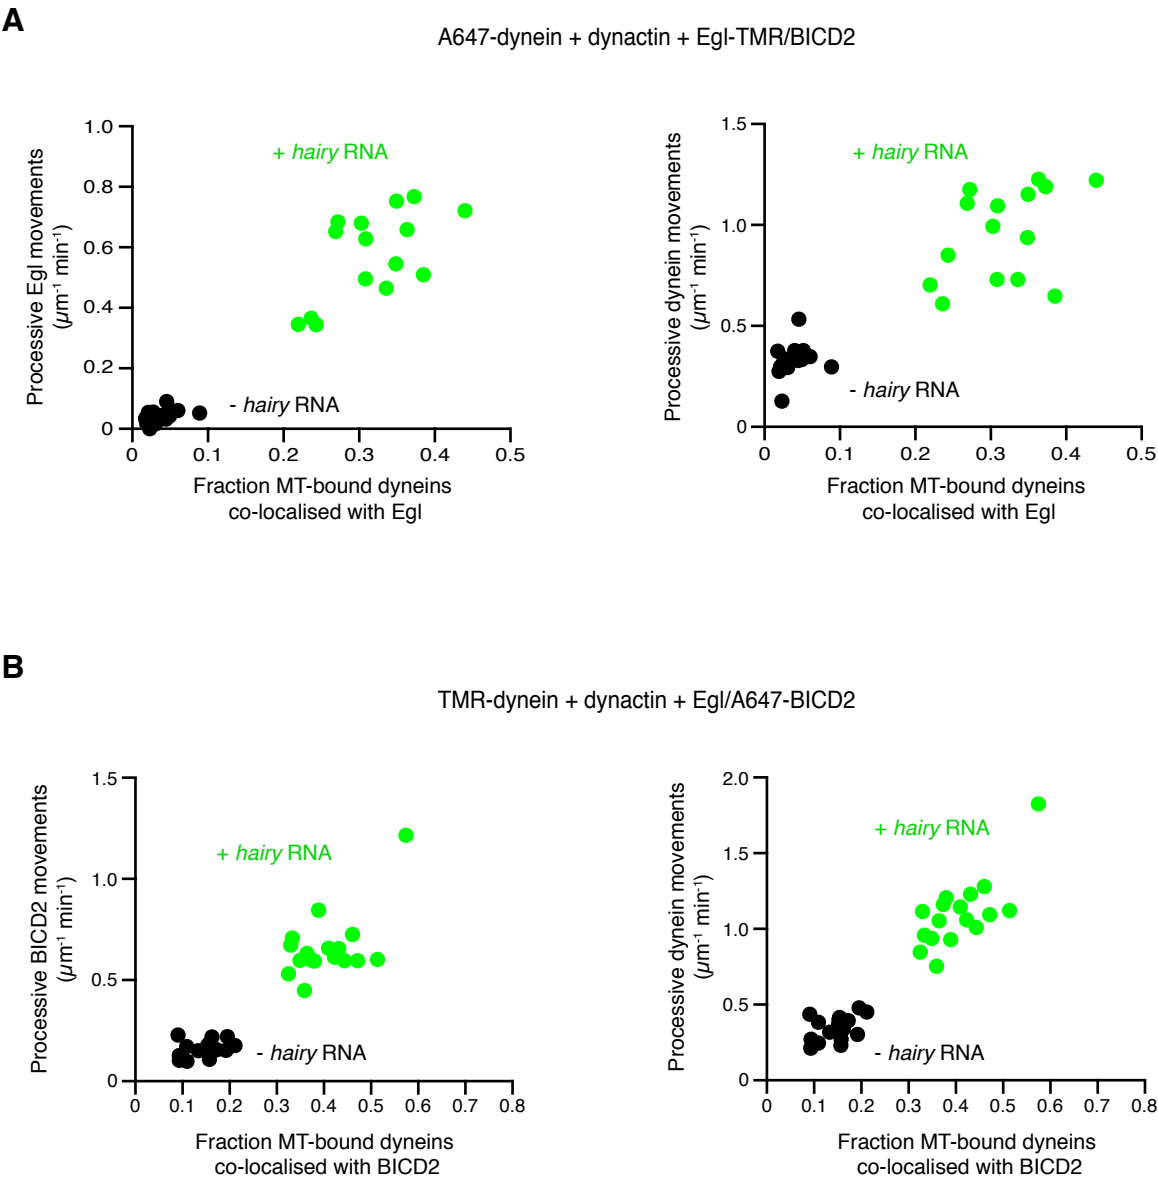 A
A647-dynein + dynactin + Egl-TMR/BICD2
Processive Egl movements
(µm-1 min-1)
1.0
0.8
0.6
0.4
0.2
0
+ hairy RNA
- hairy RNA
0 0.1 0.2 0.3 0.4 0.5
Fraction MT-bound dyneins
co-localised with Egl
Processive dynein movements
(µm-1 min-1)
1.5
1.0
0.5
0
+ hairy RNA
- hairy RNA
0 0.1 0.2 0.3 0.4 0.5
Fraction MT-bound dyneins
co-localised with Egl
B
TMR-dynein + dynactin + Egl/A647-BICD2
Processive BICD2 movements
(µm-1 min-1)
1.5
1.0
0.5
0
+ hairy RNA
- hairy RNA
0 0.1 0.2 0.3 0.4 0.5 0.6 0.7 0.8
Fraction MT-bound dyneins
co-localised with BICD2
Processive dynein movements
(µm-1 min-1)
2.0
1.5
1.0
0.5
0
+ hairy RNA
- hairy RNA
0 0.1 0.2 0.3 0.4 0.5 0.6 0.7 0.8
Fraction MT-bound dyneins
co-localised with BICD2